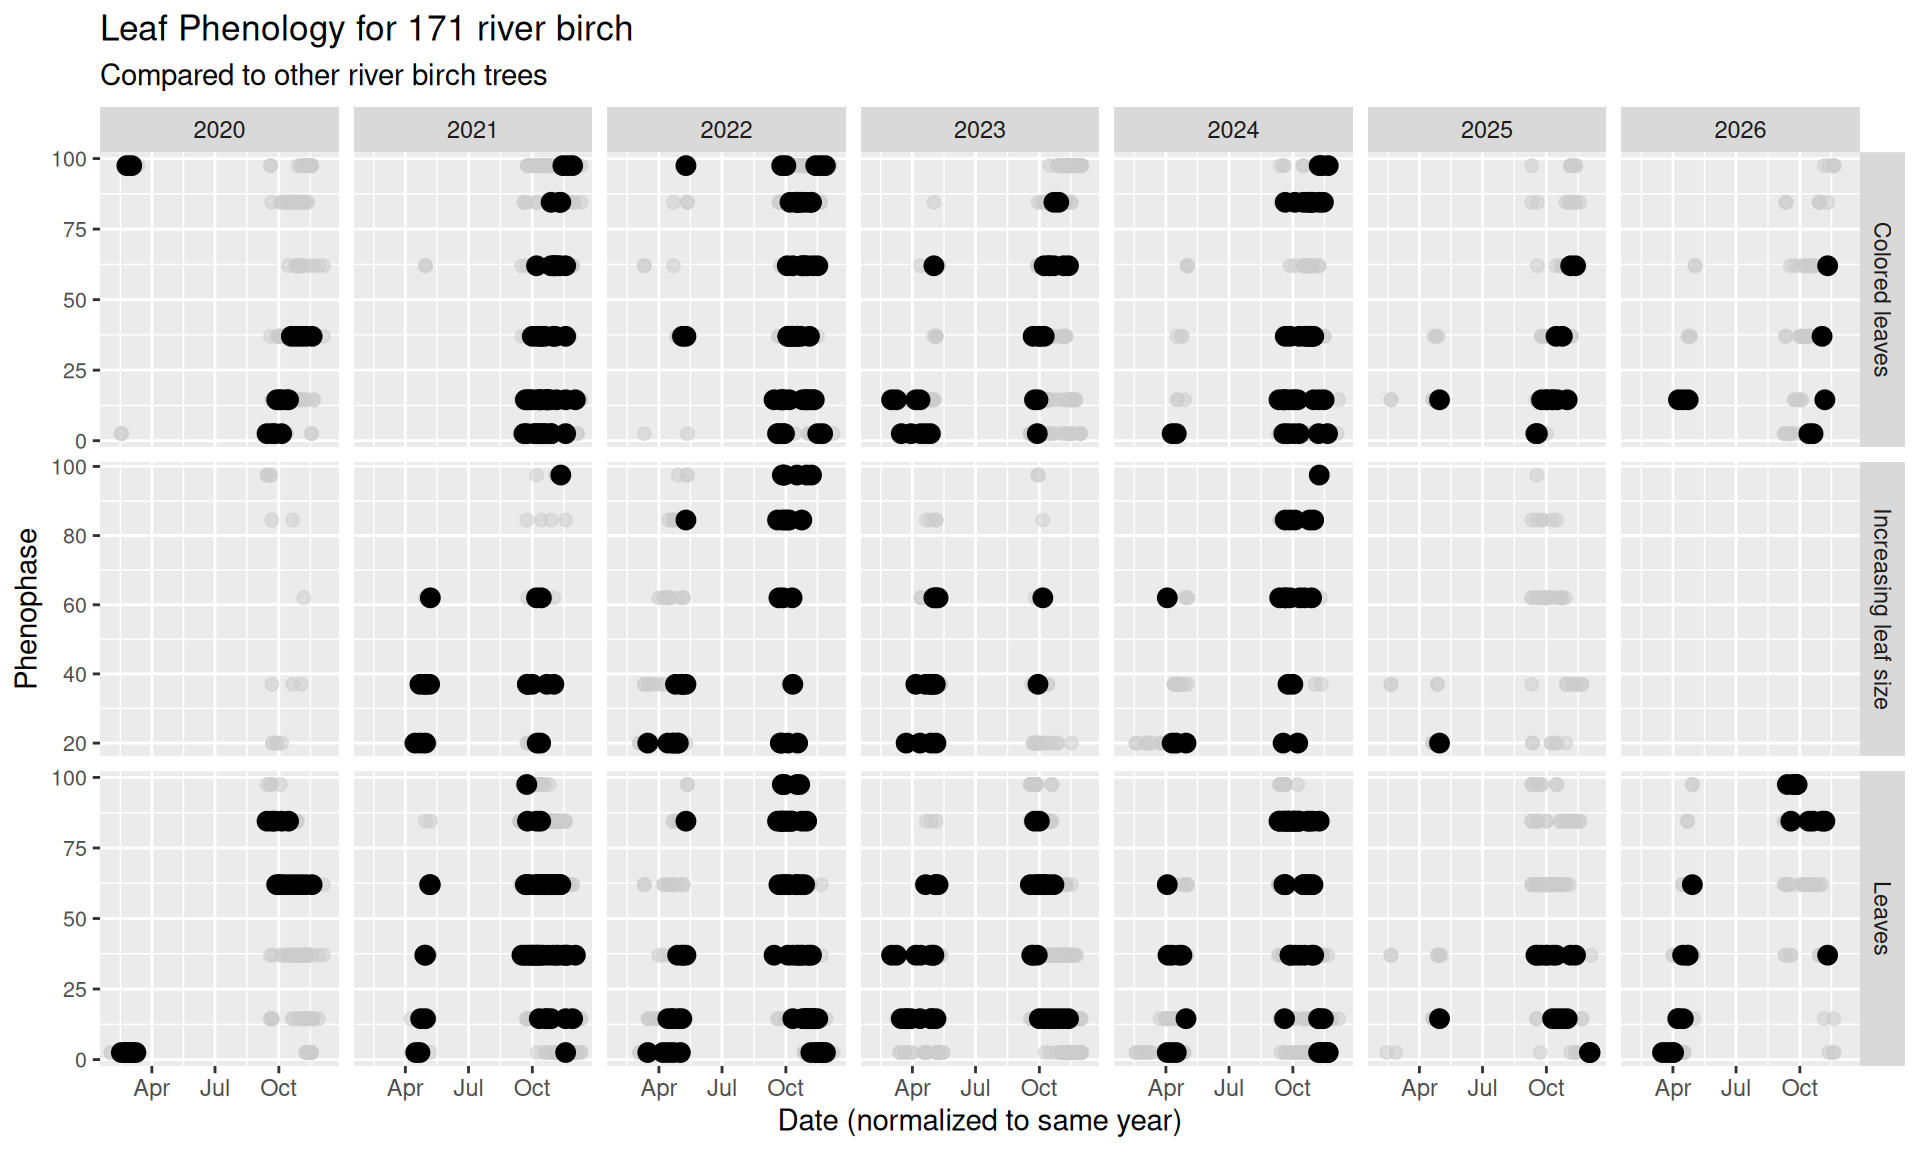 Leaf Phenology for 171 river birch
Compared to other river birch trees
2020 2021 2022 2023 2024 2025 2026
100
75
50
25
0
Colored leaves
100
80
60
40
20
Increasing leaf size
100
75
50
25
0
Leaves
Phenophase
Apr Jul Oct Apr Jul Oct Apr Jul Oct Apr Jul Oct Apr Jul Oct Apr Jul Oct Apr Jul Oct
Date (normalized to same year)